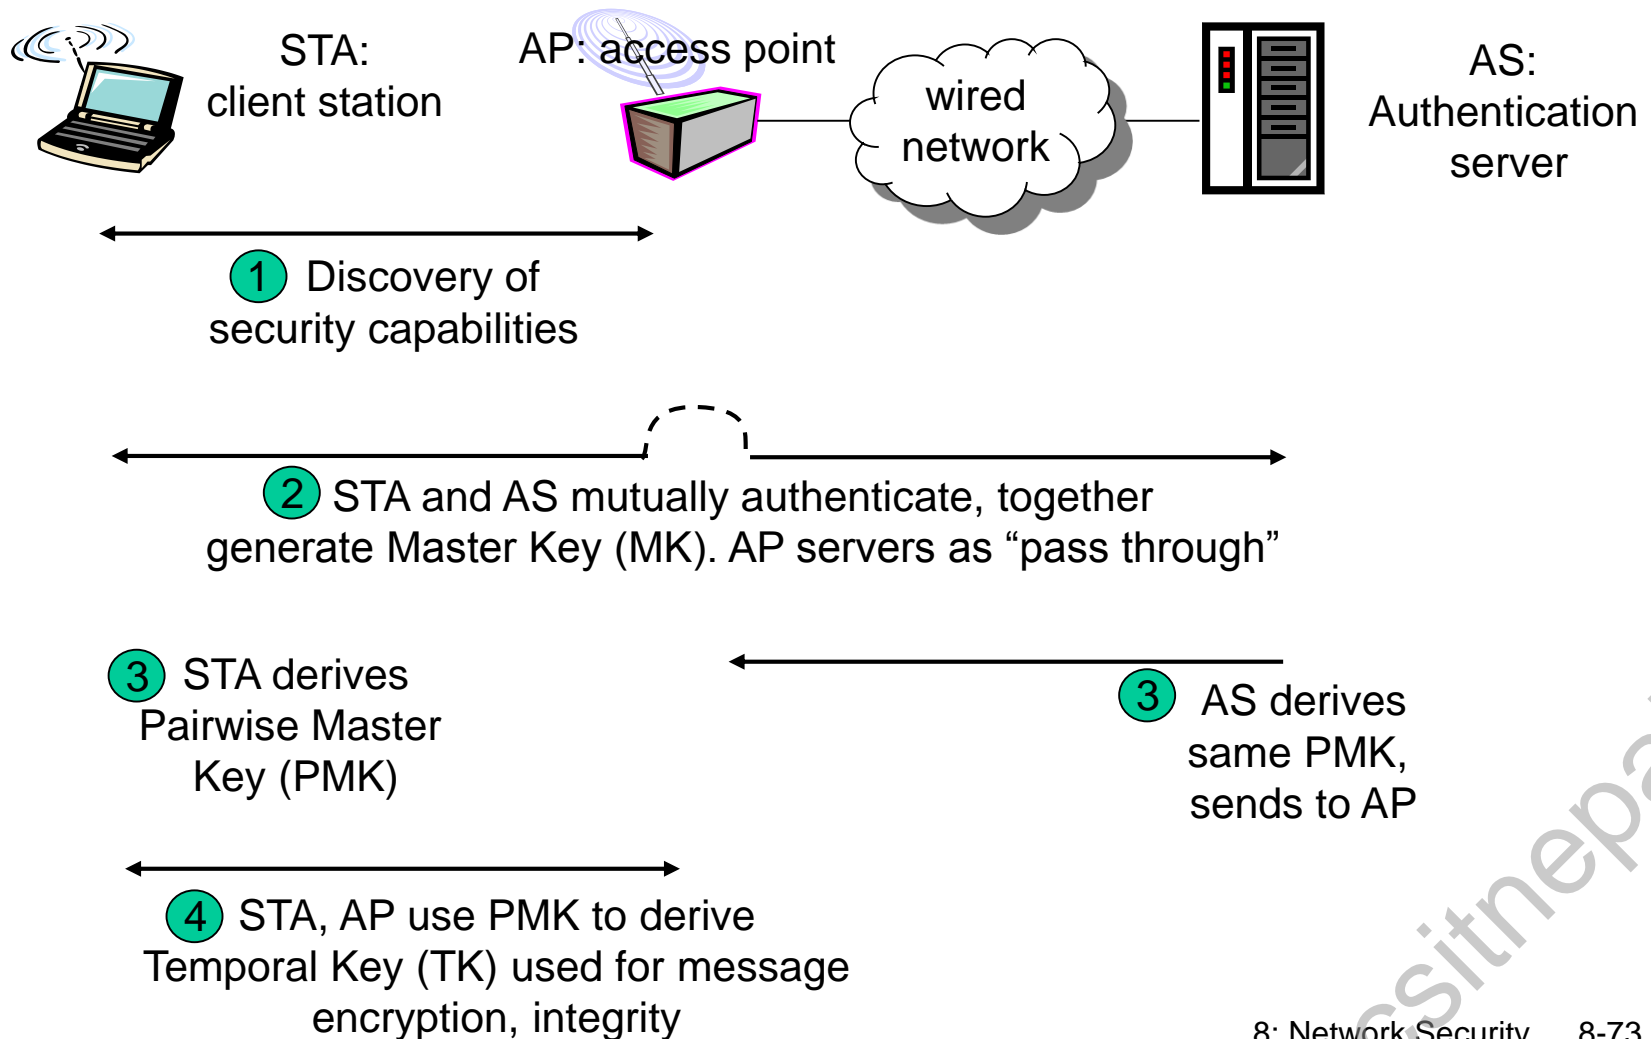 STA:
client station
AP: access point
wired
network
AS:
Authentication
server
1 Discovery of
security capabilities
2 STA and AS mutually authenticate, together
generate Master Key (MK). AP servers as “pass through”
3 STA derives
Pairwise Master
Key (PMK)
3 AS derives
same PMK,
sends to AP
4 STA, AP use PMK to derive
Temporal Key (TK) used for message
encryption, integrity
8: Network Security 8-73